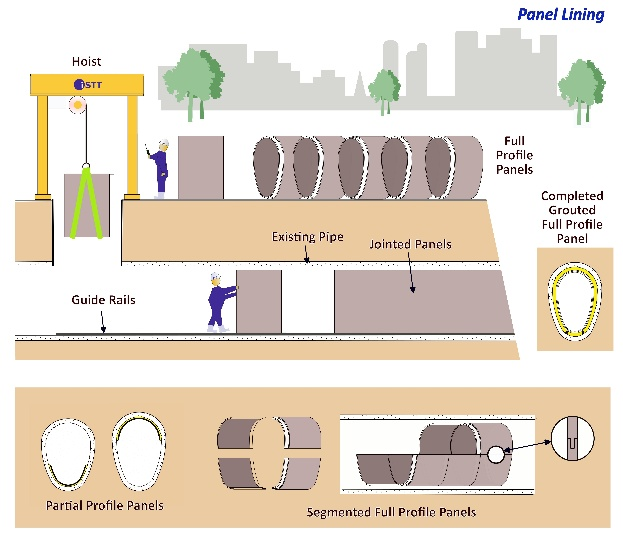 Panel Lining
Hoist
iSTT
Full
Profile
Panels
Completed
Grouted
Full Profile
Panel
Existing Pipe
Jointed Panels
Guide Rails
Partial Profile Panels
Segmented Full Profile Panels